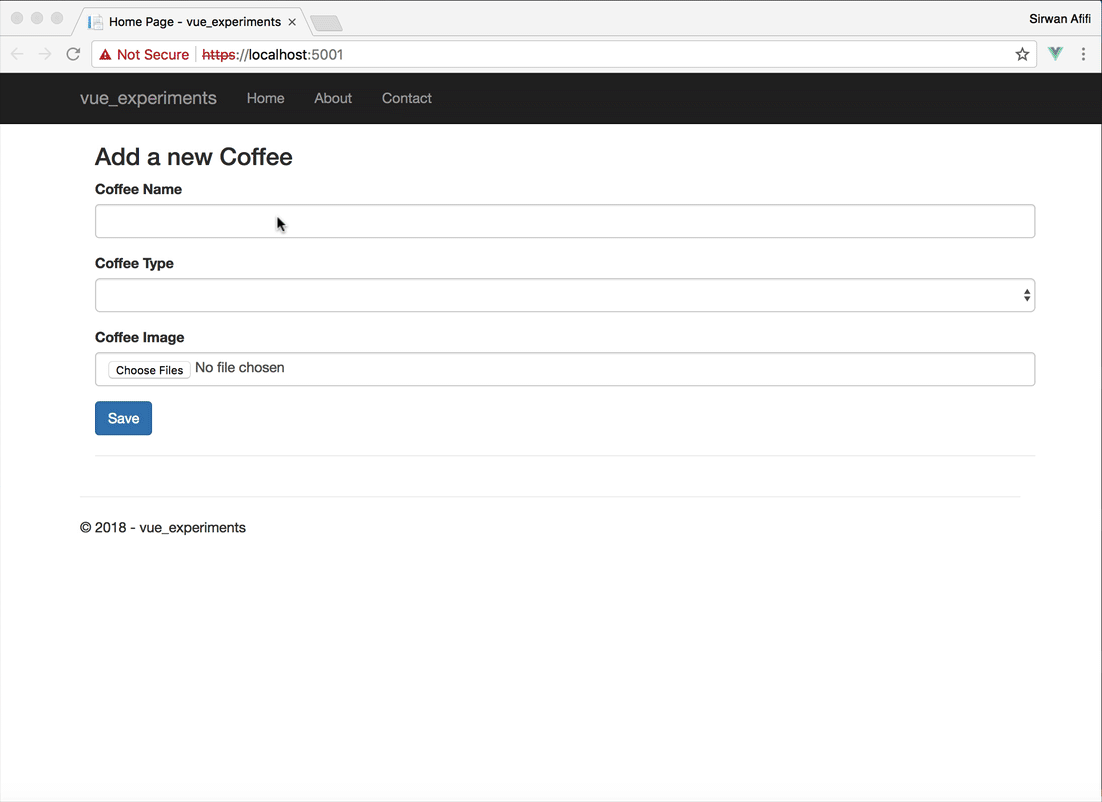 Home Page - vue_experiments
Sirwan Afifi
Not Secure https://localhost:5001
vue_experiments Home About Contact
Add a new Coffee
Coffee Name
Coffee Type
Coffee Image
Choose Files No file chosen
Save
© 2018 - vue_experiments